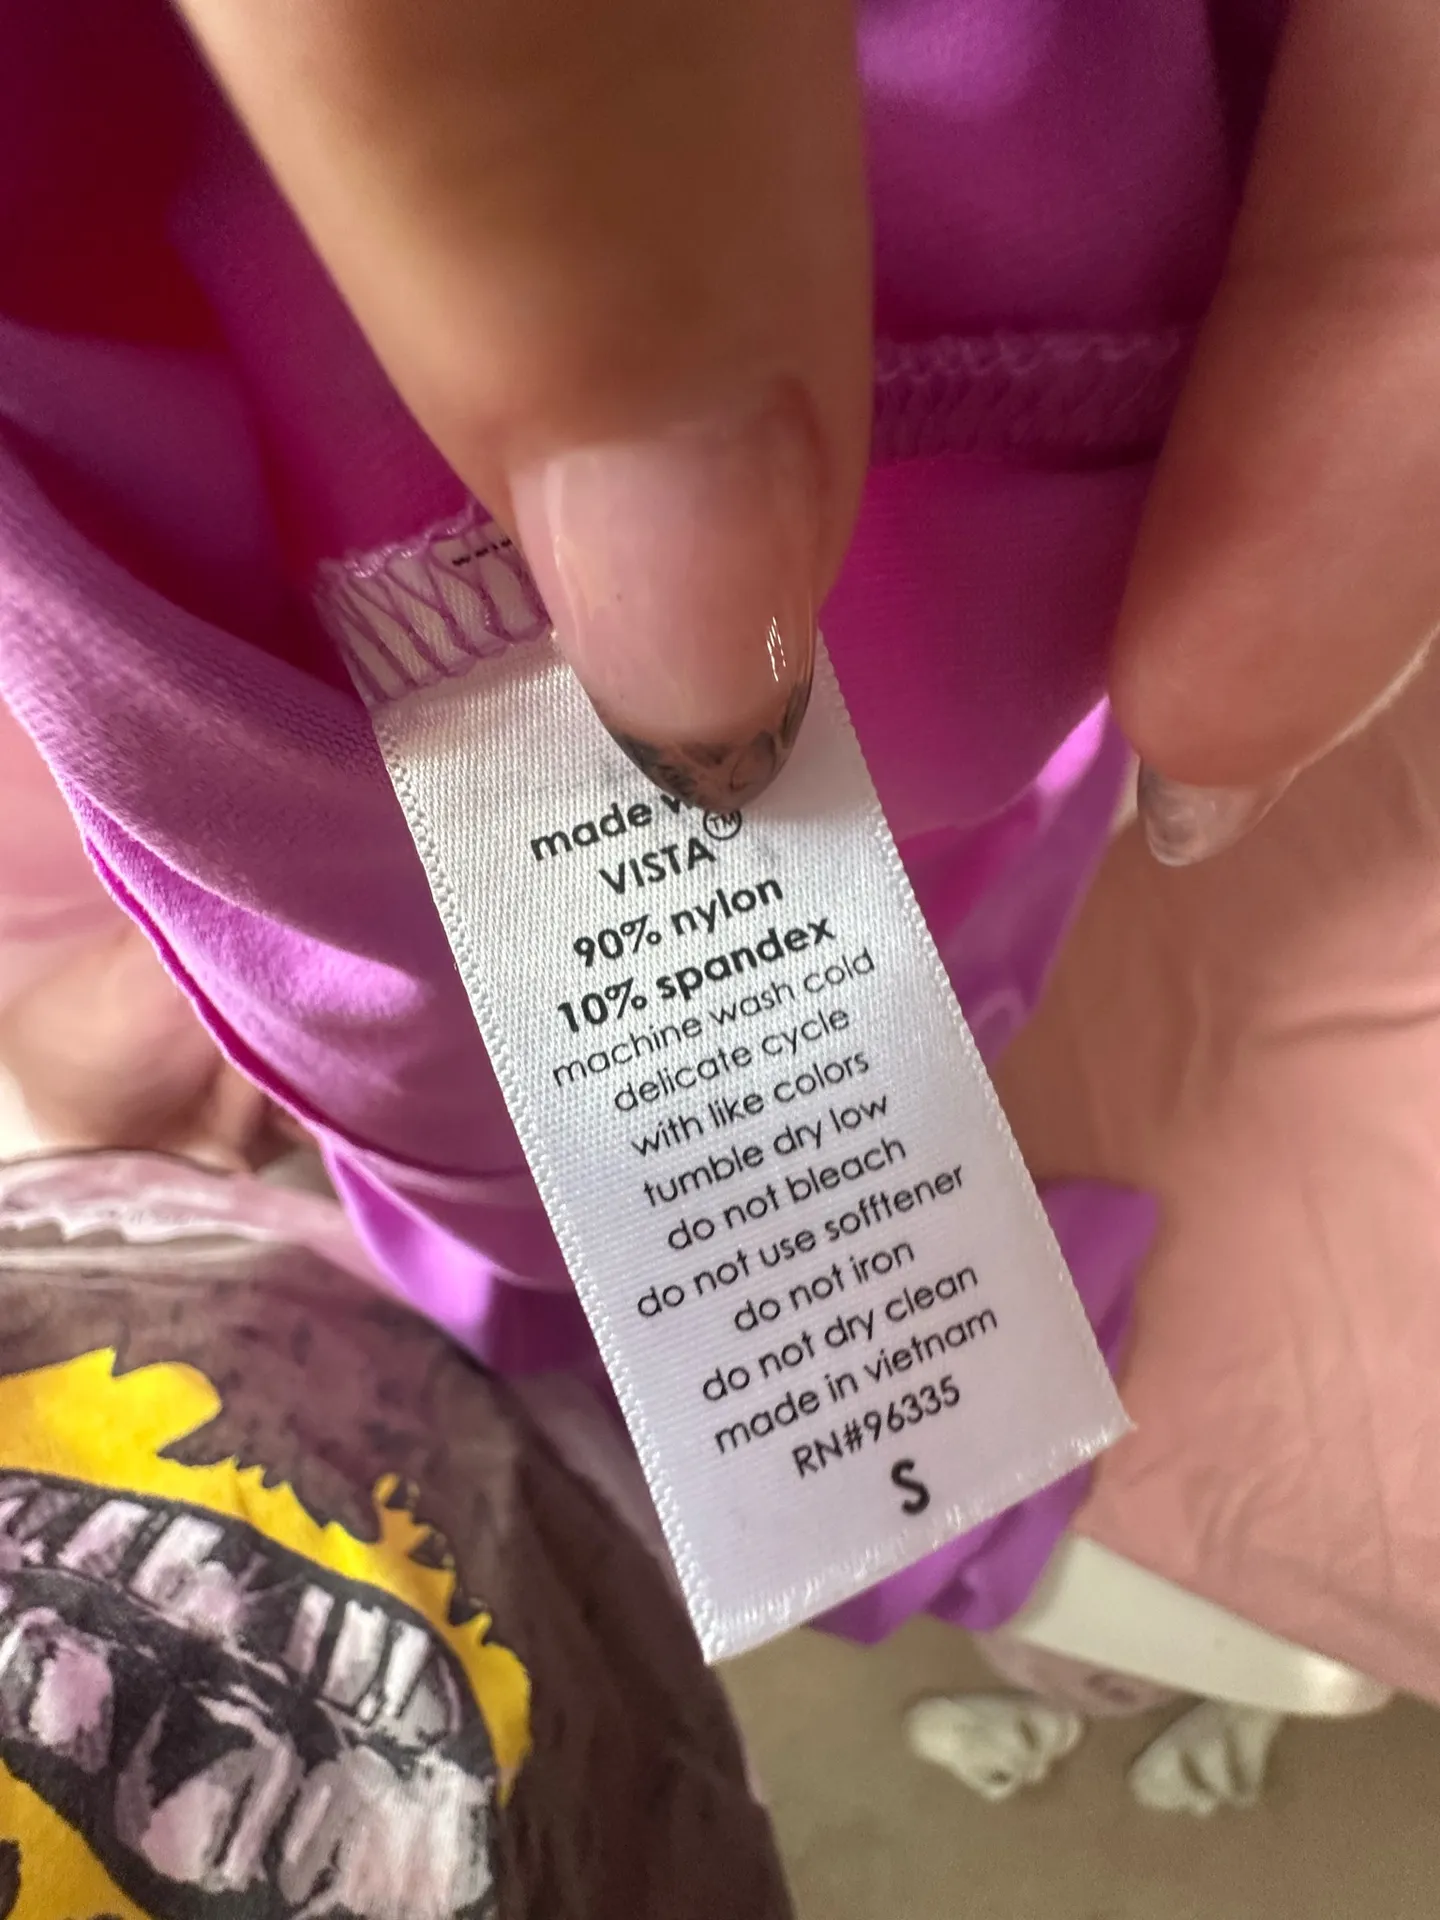 made
VISTA™
90% nylon
10% spandex
machine wash cold
delicate cycle
with like colors
tumble dry low
do not bleach
do not use sofftener
do not iron
do not dry clean
made in vietnam
RN#96335
S